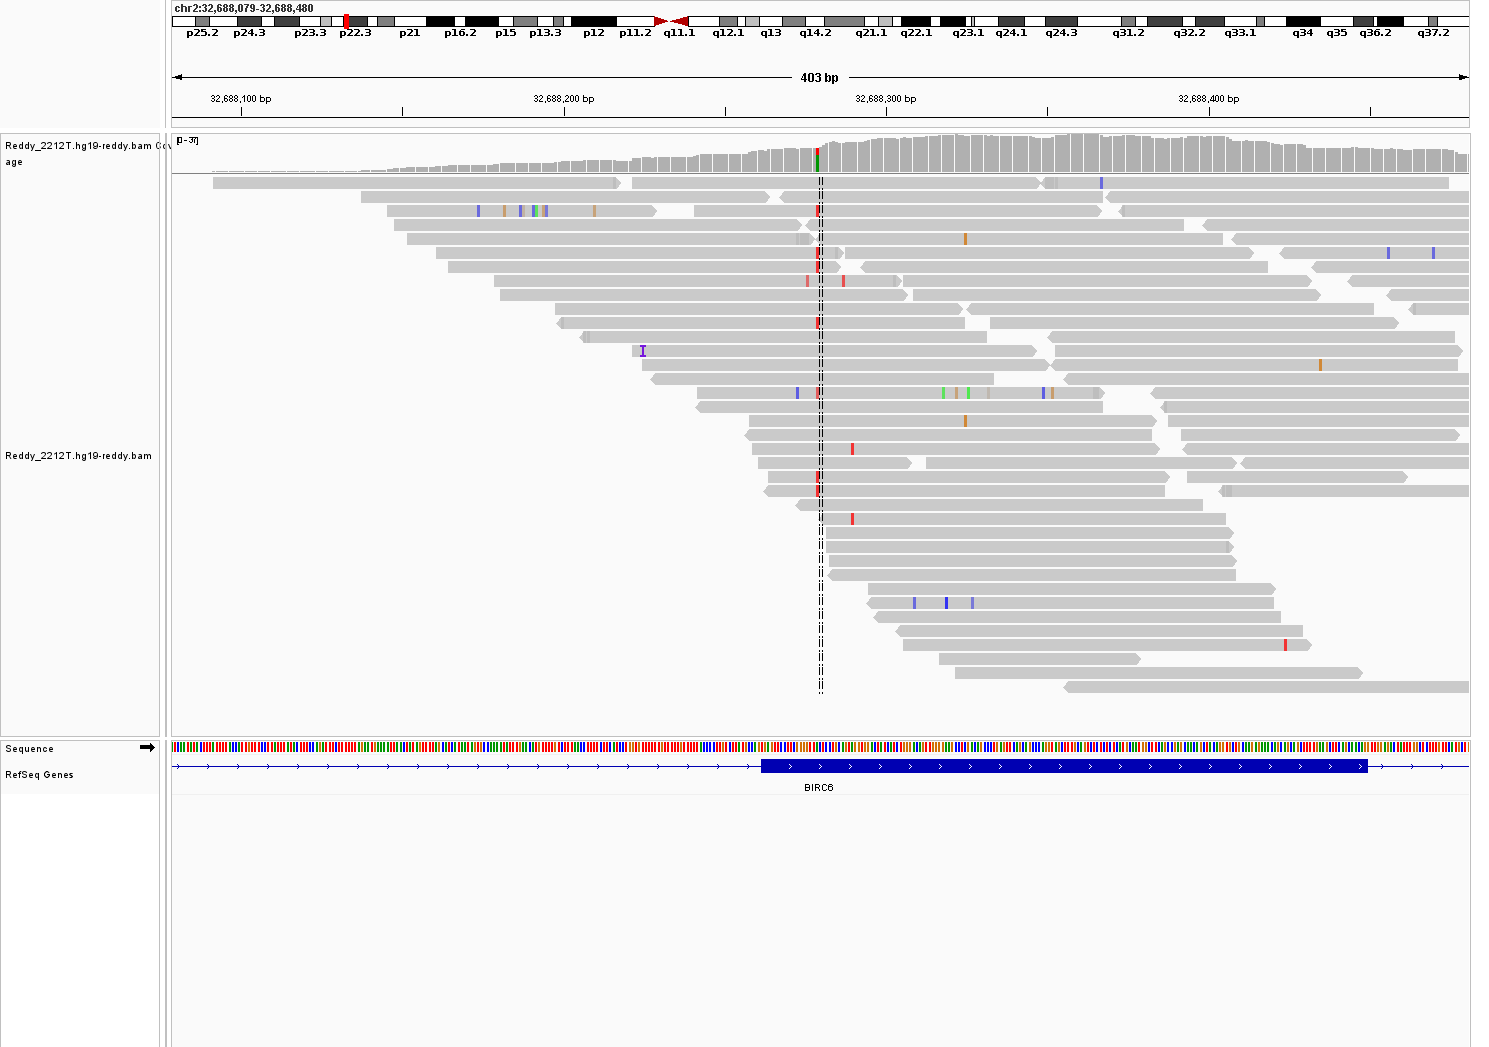 chr2:32,688,079-32,688,480
p25.2 p24.3 p23.3 p22.3 p21 p16.2 p15 p13.3 p12 p11.2 q11.1 q12.1 q13 q14.2 q21.1 q22.1 q23.1 q24.1 q24.3 q31.2 q32.2 q33.1 q34 q35 q36.2 q37.2
403 bp
32,688,100 bp 32,688,200 bp 32,688,300 bp 32,688,400 bp
[0 - 37]
Reddy_2212T.hg19-reddy.bam Cov
age
Reddy_2212T.hg19-reddy.bam
Sequence
RefSeq Genes
BIRC6